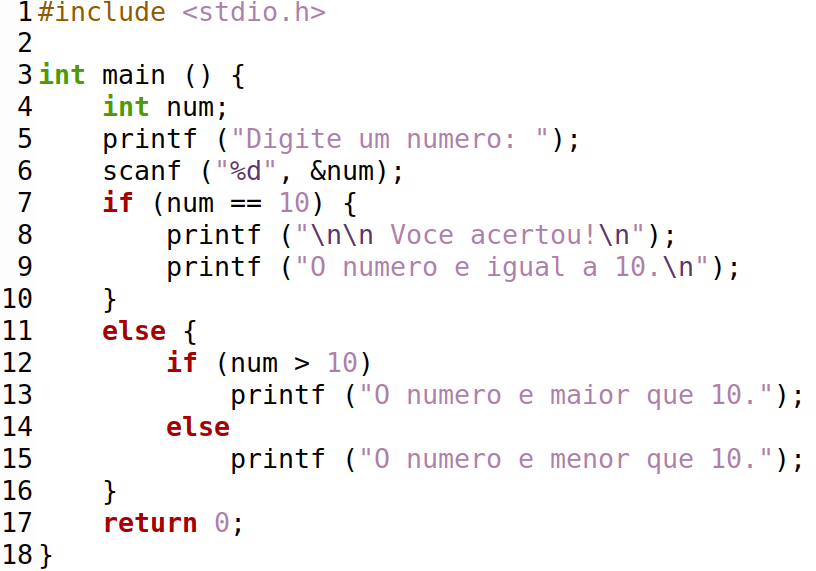 1 #include <stdio.h>
2
3 int main () {
4     int num;
5     printf ("Digite um numero: ");
6     scanf ("%d", &num);
7     if (num == 10) {
8         printf ("\n\n Voce acertou!\n");
9         printf ("O numero e igual a 10.\n");
10     }
11     else {
12         if (num > 10)
13             printf ("O numero e maior que 10.");
14         else
15             printf ("O numero e menor que 10.");
16     }
17     return 0;
18 }